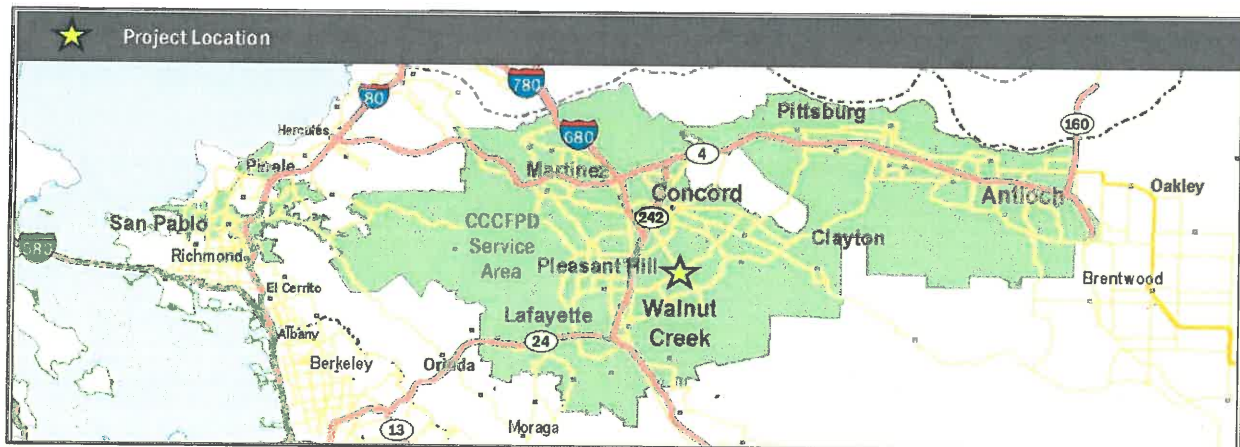 Project Location
780
80
160
Pittsburg
Hercules
680
4
Pinole
Martinez
Oakley
Concord
Antioch
San Pablo
242
CCCFPD
Service
Area
Clayton
Richmond
Pleasant Hill
Brentwood
El Cerrito
Walnut
Creek
Lafayette
Albany
24
Berkeley
Orinda
Moraga
13